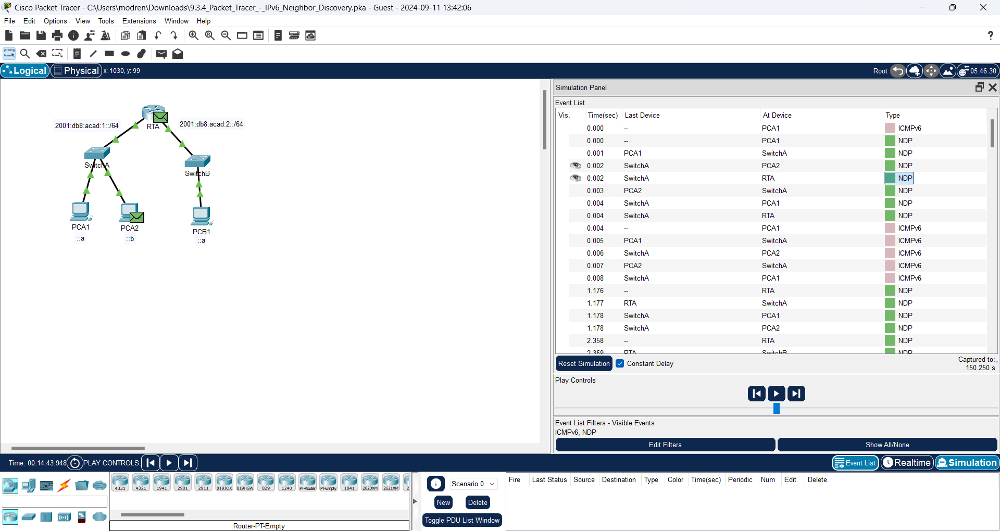 Cisco Packet Tracer - C:\Users\modren\Downloads\9.3.4_Packet_Tracer_-_IPv6_Neighbor_Discovery.pka - Guest - 2024-09-11 13:42:06
File Edit Options View Tools Extensions Window Help
?
Logical Physical x: 1030, y: 99 Root 05:46:30
RTA
2001:db8:acad:1::/64
2001:db8:acad:2::/64
SwitchA
SwitchB
PCA1
PCA2
PCB1
::a
::b
::a
Simulation Panel
Event List
Vis. Time(sec) Last Device At Device Type
0.000 -- PCA1 ICMPv6
0.000 -- PCA1 NDP
0.001 PCA1 SwitchA NDP
0.002 SwitchA PCA2 NDP
0.002 SwitchA RTA NDP
0.003 PCA2 SwitchA NDP
0.004 SwitchA PCA1 NDP
0.004 SwitchA RTA NDP
0.004 -- PCA1 ICMPv6
0.005 PCA1 SwitchA ICMPv6
0.006 SwitchA PCA2 ICMPv6
0.007 PCA2 SwitchA ICMPv6
0.008 SwitchA PCA1 ICMPv6
1.176 -- RTA NDP
1.177 RTA SwitchA NDP
1.178 SwitchA PCA1 NDP
1.178 SwitchA PCA2 NDP
2.358 -- RTA NDP
2.359 RTA SwitchB NDP
Reset Simulation Constant Delay
Captured to:
150.250 s
Play Controls
Event List Filters - Visible Events
ICMPv6, NDP
Edit Filters Show All/None
Time: 00:14:43.948 PLAY CONTROLS: Event List Realtime Simulation
4331 4321 1941 2901 2911 819IOX 819HGW 829 1240 PT-Router PT-Empty 1841 2620XM 2621XM
Router-PT-Empty
Scenario 0
New Delete
Toggle PDU List Window
Fire Last Status Source Destination Type Color Time(sec) Periodic Num Edit Delete